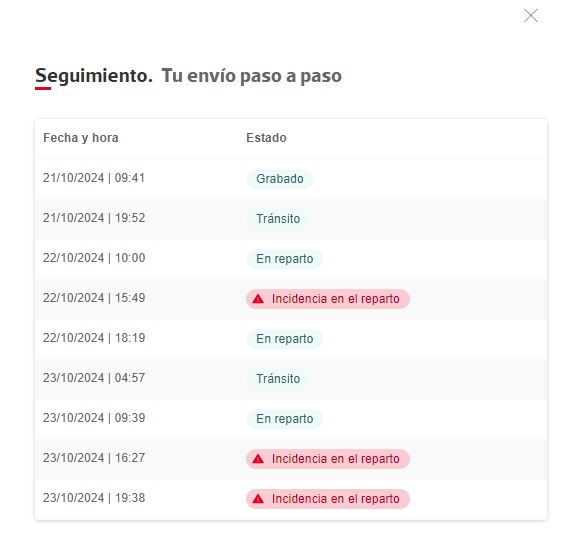 Seguimiento. Tu envío paso a paso
Fecha y hora Estado
21/10/2024 | 09:41 Grabado
21/10/2024 | 19:52 Tránsito
22/10/2024 | 10:00 En reparto
22/10/2024 | 15:49 Incidencia en el reparto
22/10/2024 | 18:19 En reparto
23/10/2024 | 04:57 Tránsito
23/10/2024 | 09:39 En reparto
23/10/2024 | 16:27 Incidencia en el reparto
23/10/2024 | 19:38 Incidencia en el reparto